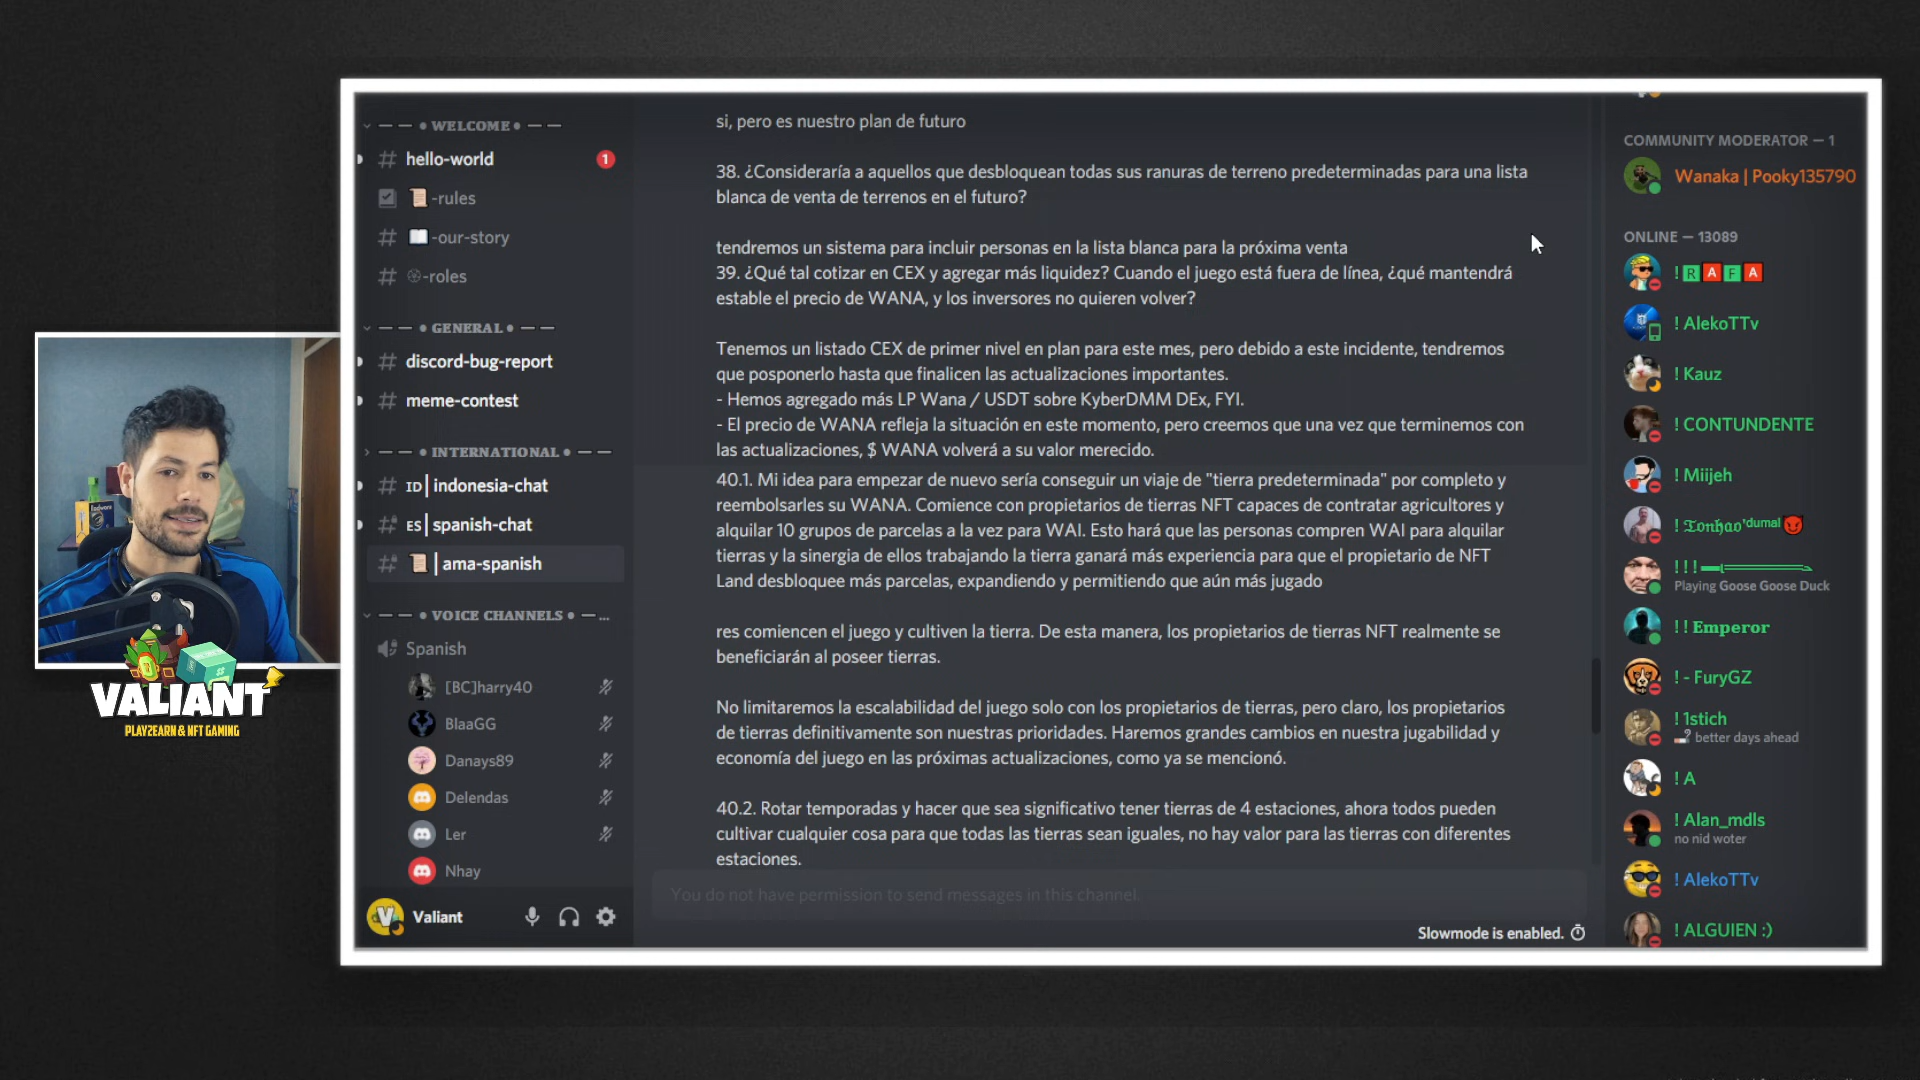 WELCOME
hello-world
1
-rules
-our-story
-roles
GENERAL
discord-bug-report
meme-contest
INTERNATIONAL
ID | indonesia-chat
ES | spanish-chat
| ama-spanish
VOICE CHANNELS ...
Spanish
[BC]harry40
BlaaGG
Danays89
Delendas
Ler
Nhay
Valiant
si, pero es nuestro plan de futuro
38. ¿Consideraría a aquellos que desbloquean todas sus ranuras de terreno predeterminadas para una lista
blanca de venta de terrenos en el futuro?
tendremos un sistema para incluir personas en la lista blanca para la próxima venta
39. ¿Qué tal cotizar en CEX y agregar más liquidez? Cuando el juego está fuera de línea, ¿qué mantendrá
estable el precio de WANA, y los inversores no quieren volver?
Tenemos un listado CEX de primer nivel en plan para este mes, pero debido a este incidente, tendremos
que posponerlo hasta que finalicen las actualizaciones importantes.
- Hemos agregado más LP Wana / USDT sobre KyberDMM DEx, FYI.
- El precio de WANA refleja la situación en este momento, pero creemos que una vez que terminemos con
las actualizaciones, $ WANA volverá a su valor merecido.
40.1. Mi idea para empezar de nuevo sería conseguir un viaje de "tierra predeterminada" por completo y
reembolsarles su WANA. Comience con propietarios de tierras NFT capaces de contratar agricultores y
alquilar 10 grupos de parcelas a la vez para WAI. Esto hará que las personas compren WAI para alquilar
tierras y la sinergia de ellos trabajando la tierra ganará más experiencia para que el propietario de NFT
Land desbloquee más parcelas, expandiendo y permitiendo que aún más jugado
res comiencen el juego y cultiven la tierra. De esta manera, los propietarios de tierras NFT realmente se
beneficiarán al poseer tierras.
No limitaremos la escalabilidad del juego solo con los propietarios de tierras, pero claro, los propietarios
de tierras definitivamente son nuestras prioridades. Haremos grandes cambios en nuestra jugabilidad y
economía del juego en las próximas actualizaciones, como ya se mencionó.
40.2. Rotar temporadas y hacer que sea significativo tener tierras de 4 estaciones, ahora todos pueden
cultivar cualquier cosa para que todas las tierras sean iguales, no hay valor para las tierras con diferentes
estaciones.
You do not have permission to send messages in this channel.
Slowmode is enabled.
COMMUNITY MODERATOR — 1
Wanaka | Pooky135790
ONLINE — 13089
! R A F A
! AlekoTTv
! Kauz
! CONTUNDENTE
! Miijeh
! 𝕿𝖔𝖓𝖍𝖆𝖔'ᵈᵘᵐᵃˡ
! ! !
Playing Goose Goose Duck
! ! Emperor
! - FuryGZ
! 1stich
better days ahead
! A
! Alan_mdls
no nid woter
! AlekoTTv
! ALGUIEN :)
VALIANT
PLAY2EARN & NFT GAMING